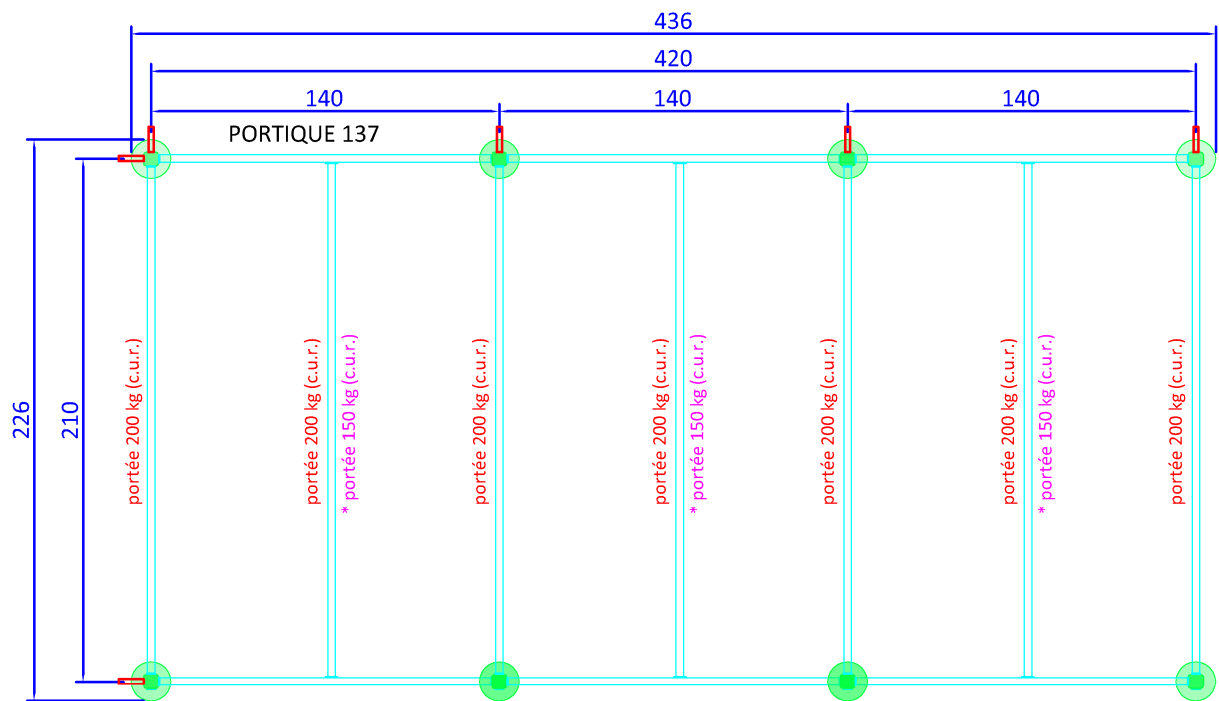 436
420
140
140
140
PORTIQUE 137
226
210
portée 200 kg (c.u.r.)
portée 200 kg (c.u.r.)
* portée 150 kg (c.u.r.)
portée 200 kg (c.u.r.)
portée 200 kg (c.u.r.)
* portée 150 kg (c.u.r.)
portée 200 kg (c.u.r.)
portée 200 kg (c.u.r.)
* portée 150 kg (c.u.r.)
portée 200 kg (c.u.r.)